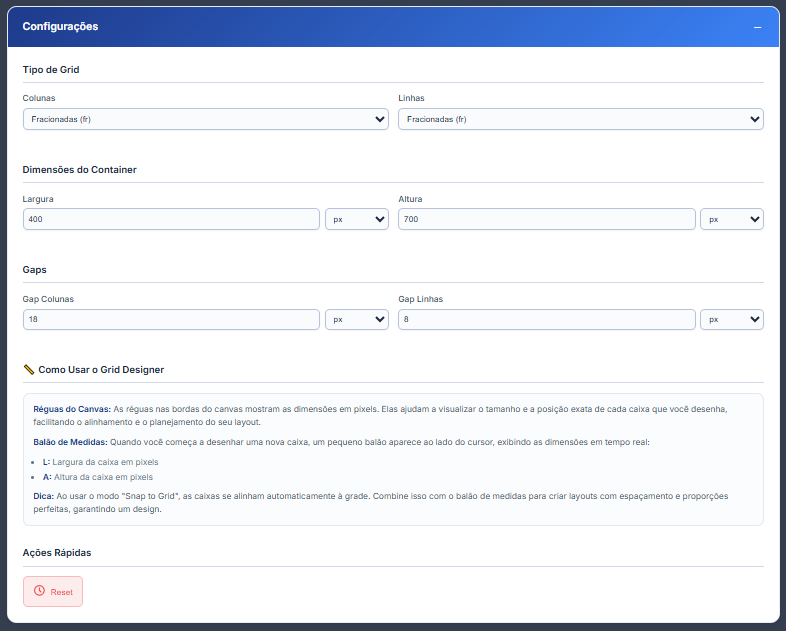 Configurações
Tipo de Grid
Colunas
Linhas
Fracionadas (fr)
Fracionadas (fr)
Dimensões do Container
Largura
Altura
400
px
700
px
Gaps
Gap Colunas
Gap Linhas
18
px
8
px
Como Usar o Grid Designer
Réguas do Canvas: As réguas nas bordas do canvas mostram as dimensões em pixels. Elas ajudam a visualizar o tamanho e a posição exata de cada caixa que você desenha,
facilitando o alinhamento e o planejamento do seu layout.
Balão de Medidas: Quando você começa a desenhar uma nova caixa, um pequeno balão aparece ao lado do cursor, exibindo as dimensões em tempo real:
• L: Largura da caixa em pixels
• A: Altura da caixa em pixels
Dica: Ao usar o modo "Snap to Grid", as caixas se alinham automaticamente à grade. Combine isso com o balão de medidas para criar layouts com espaçamento e proporções
perfeitas, garantindo um design.
Ações Rápidas
Reset